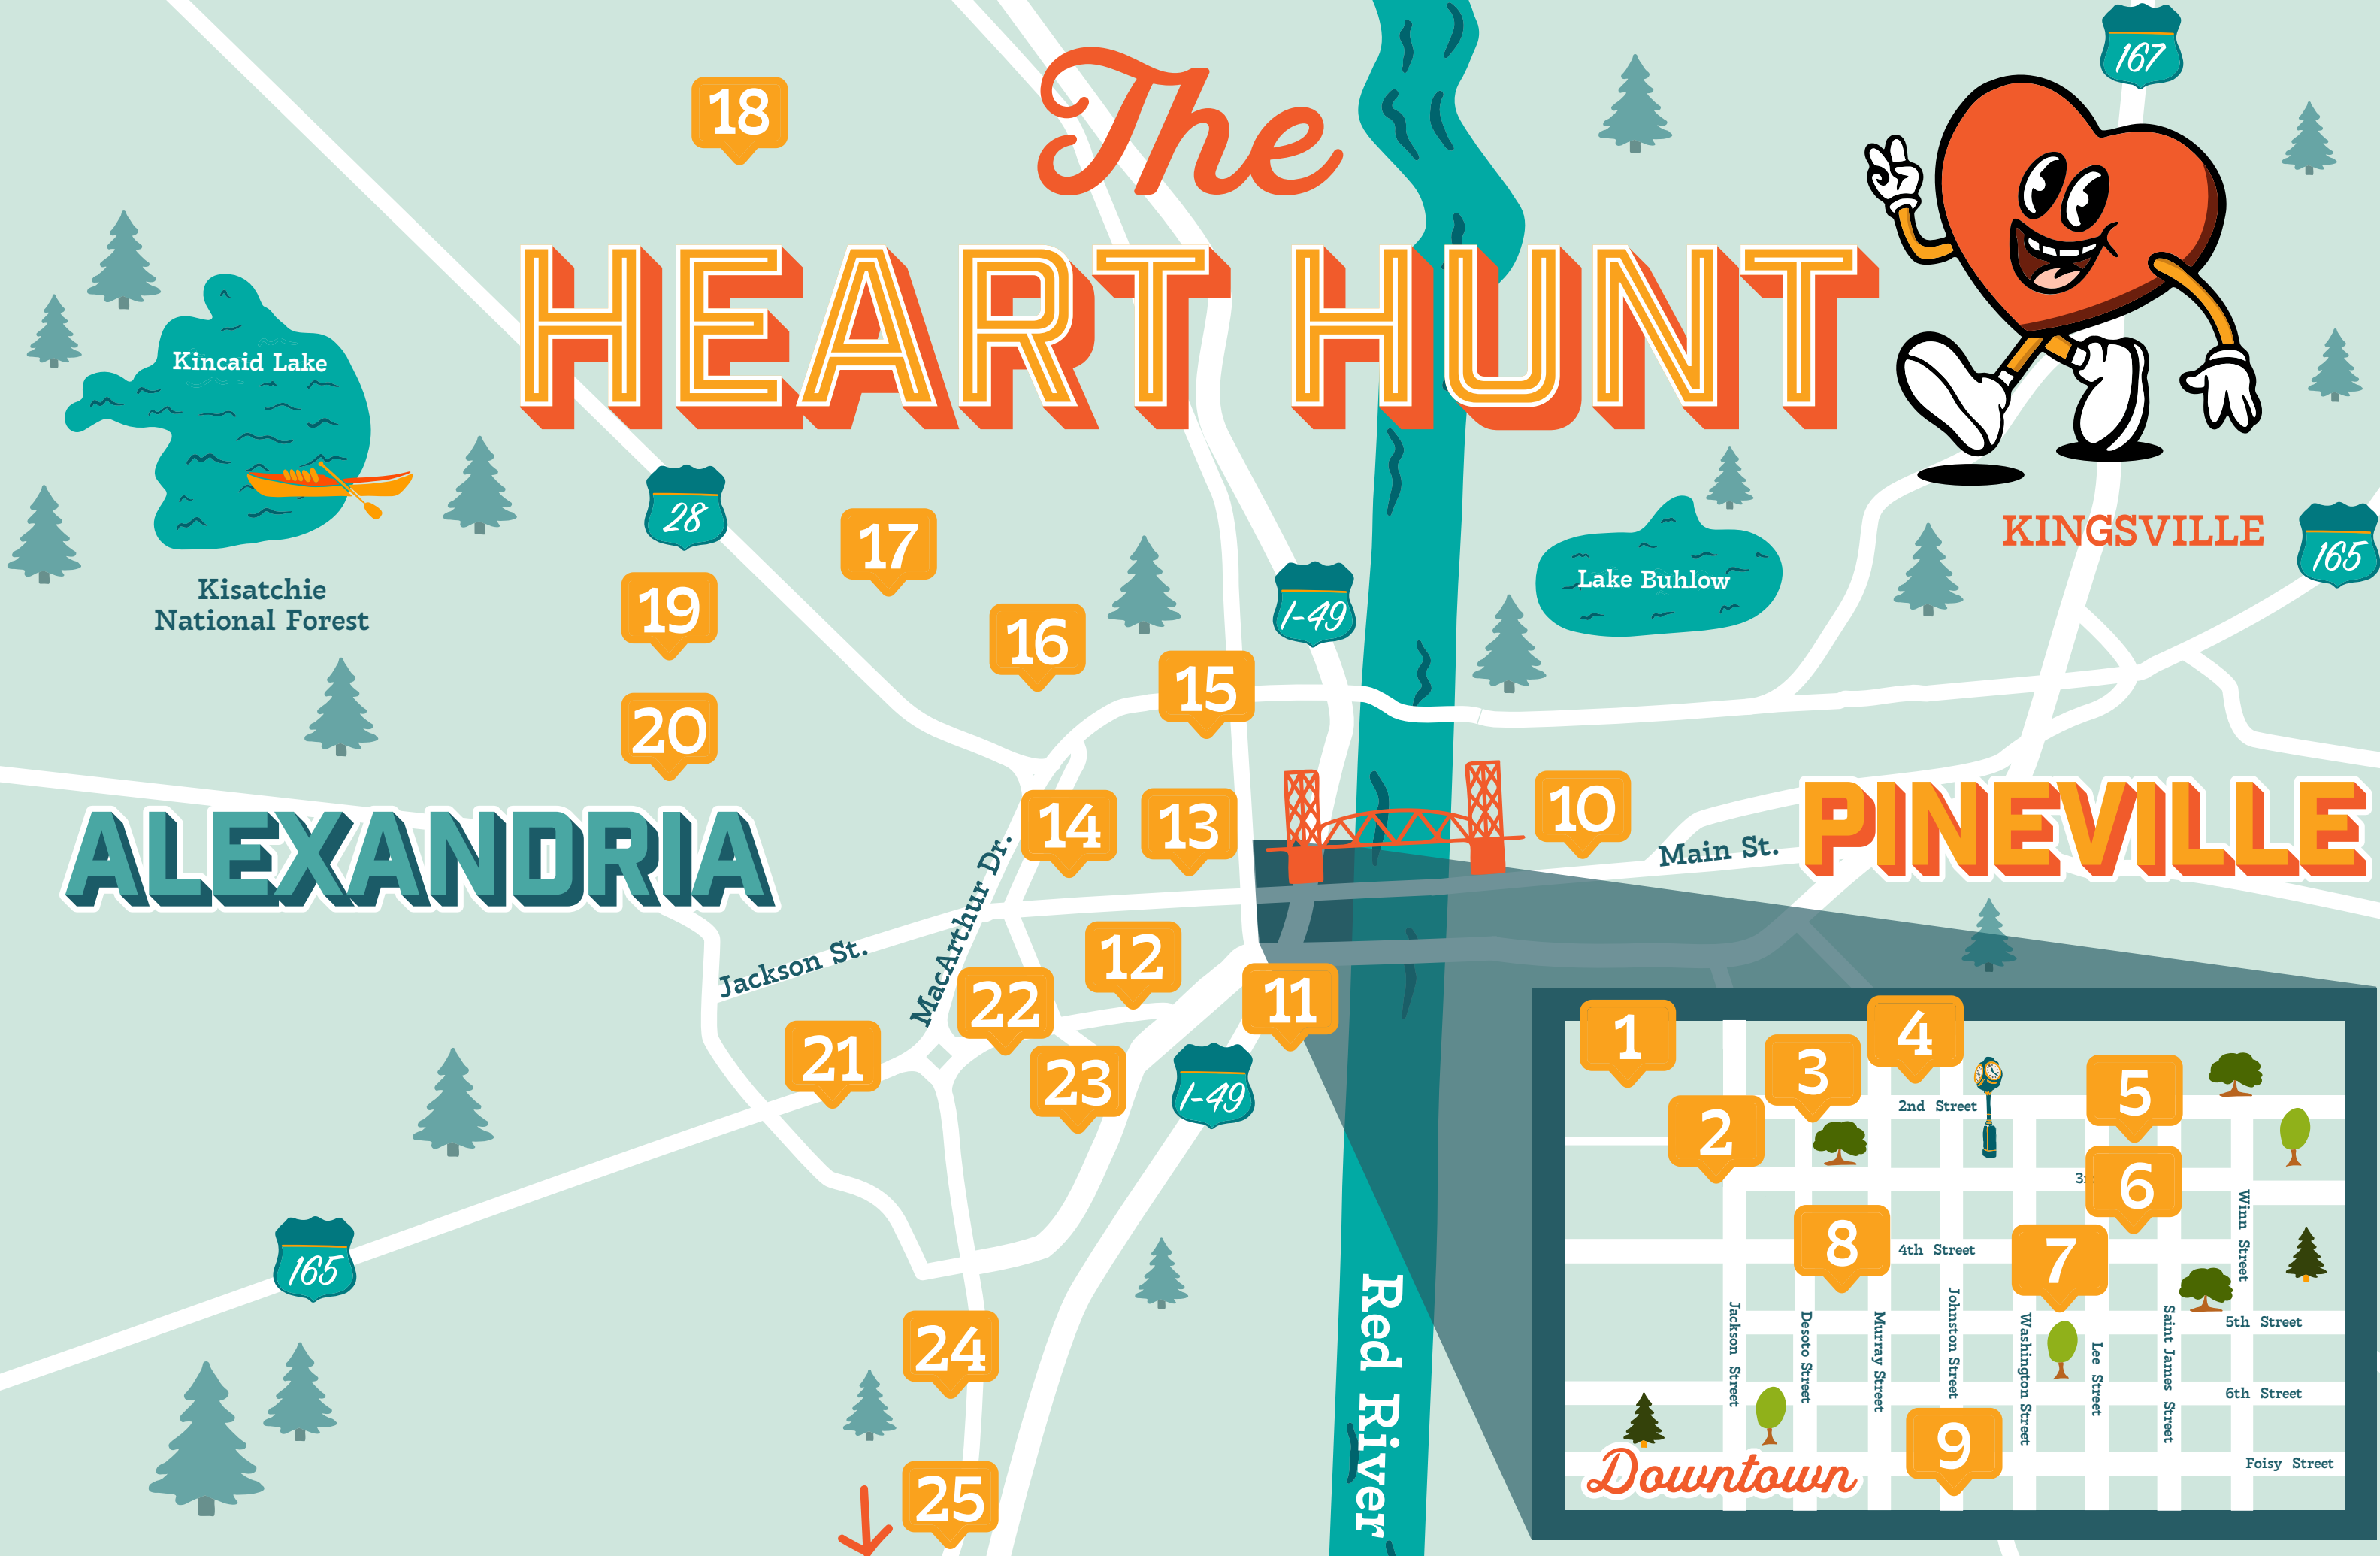 167
18
The
HEART HUNT
Kincaid Lake
28
17
KINGSVILLE
165
Kisatchie
National Forest
19
16
I-49
Lake Buhlow
15
20
14
13
10
ALEXANDRIA
MacArthur Dr.
Main St.
PINEVILLE
Jackson St.
12
22
11
21
23
I-49
165
24
25
Red River
1
2
3
4
5
2nd Street
6
8
4th Street
7
Winn Street
Jackson Street
Desoto Street
Murray Street
Johnston Street
Washington Street
Lee Street
Saint James Street
5th Street
6th Street
9
Foisy Street
Downtown